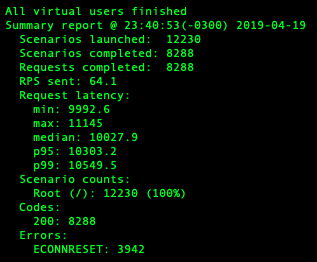 All virtual users finished
Summary report @ 23:40:53(-0300) 2019-04-19
Scenarios launched:  12230
Scenarios completed: 8288
Requests completed:  8288
RPS sent: 64.1
Request latency:
min: 9992.6
max: 11145
median: 10027.9
p95: 10303.2
p99: 10549.5
Scenario counts:
Root (/): 12230 (100%)
Codes:
200: 8288
Errors:
ECONNRESET: 3942